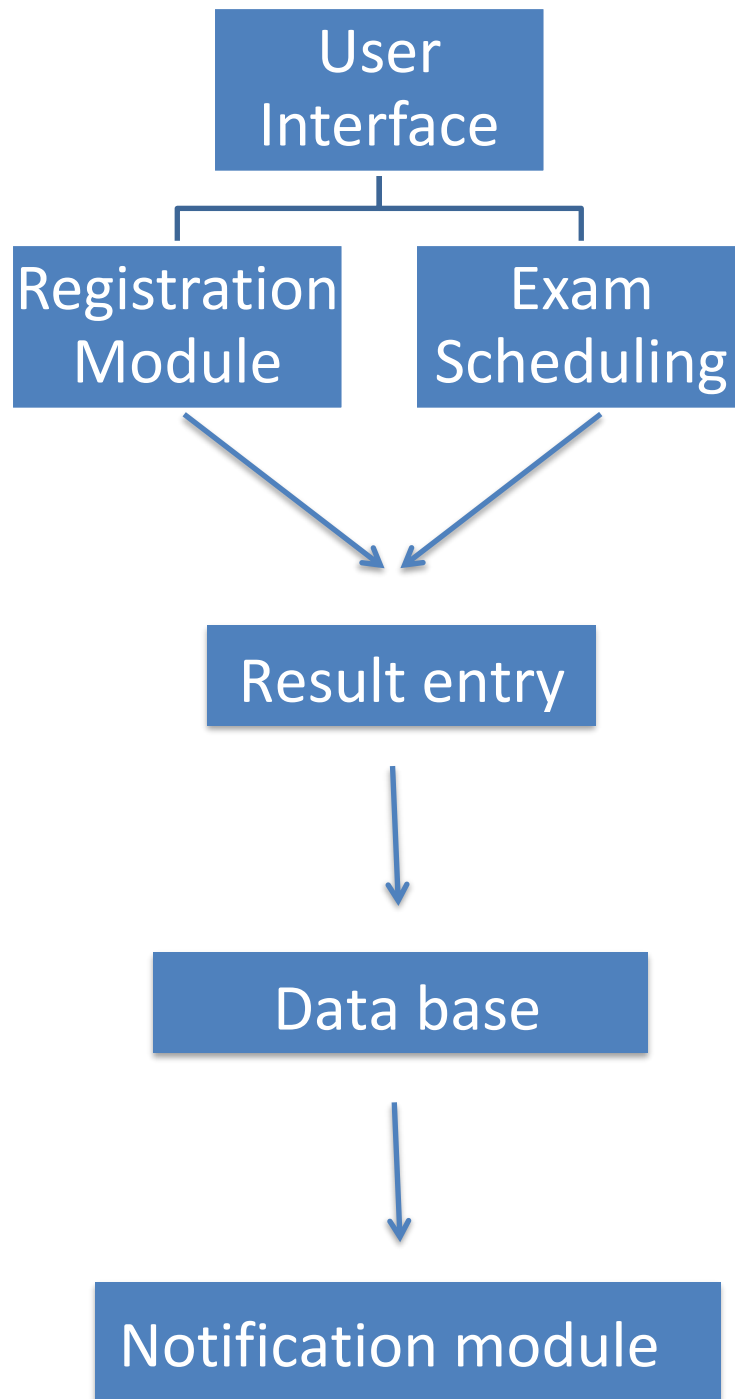 User
Interface
Registration
Module
Exam
Scheduling
Result entry
Data base
Notification module